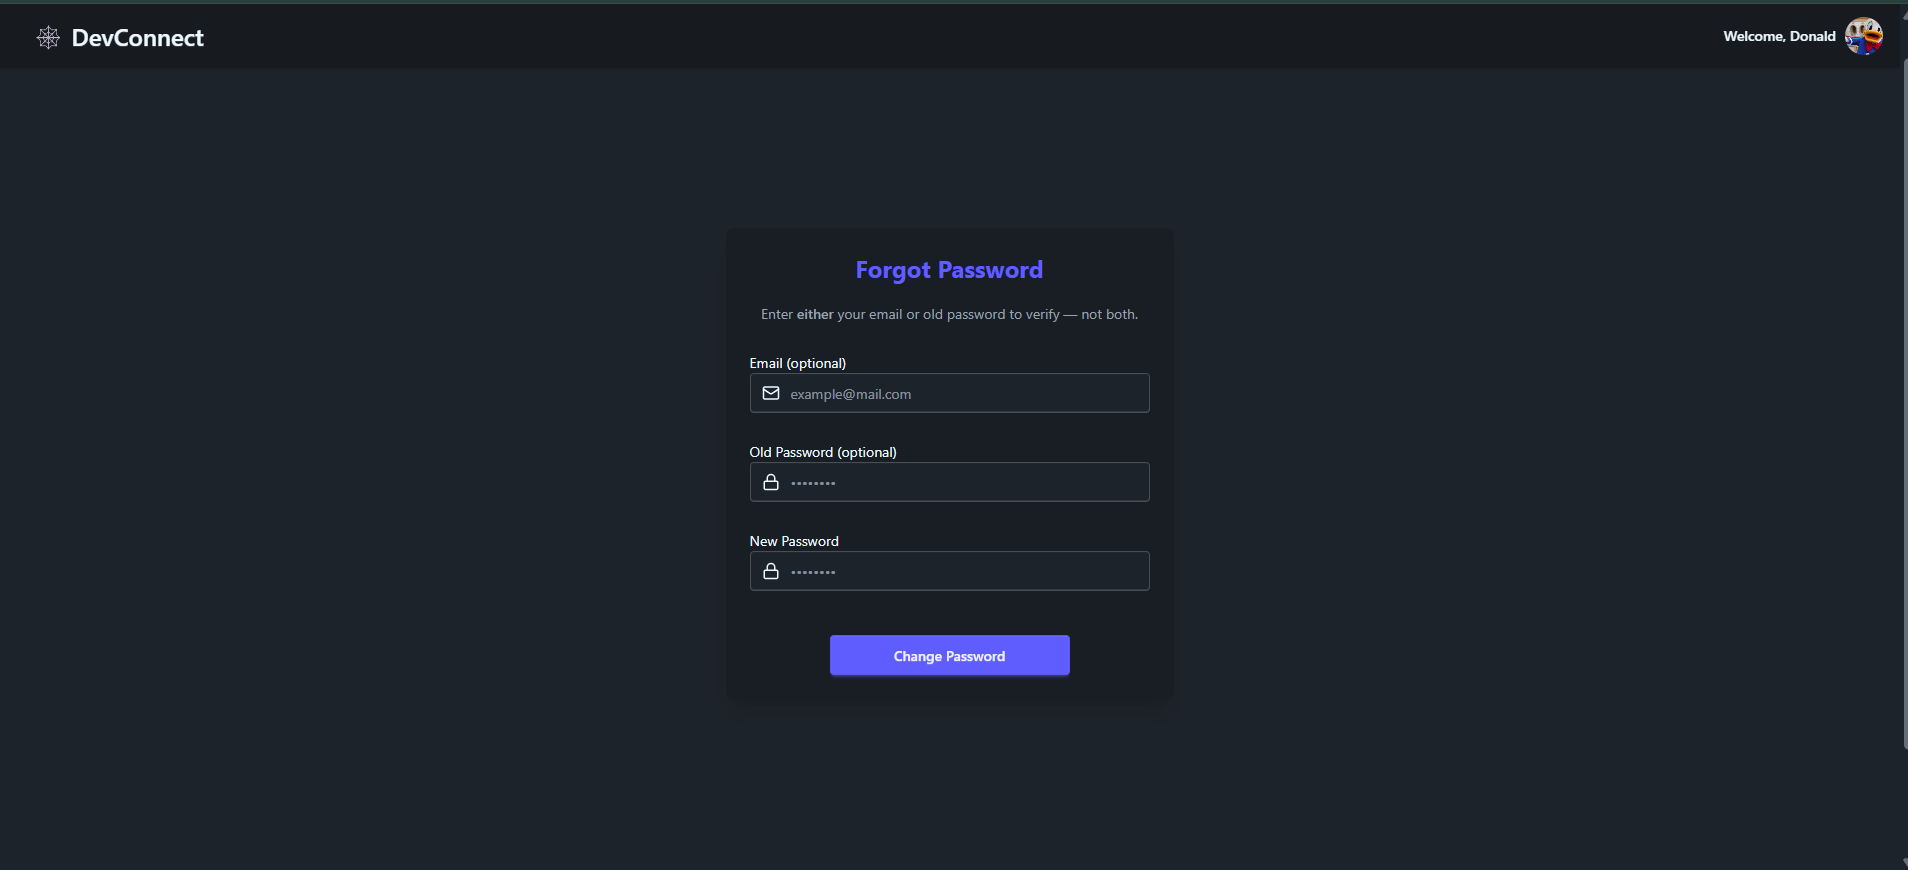 DevConnect
Welcome, Donald
Forgot Password
Enter either your email or old password to verify — not both.
Email (optional)
example@mail.com
Old Password (optional)
••••••••
New Password
••••••••
Change Password